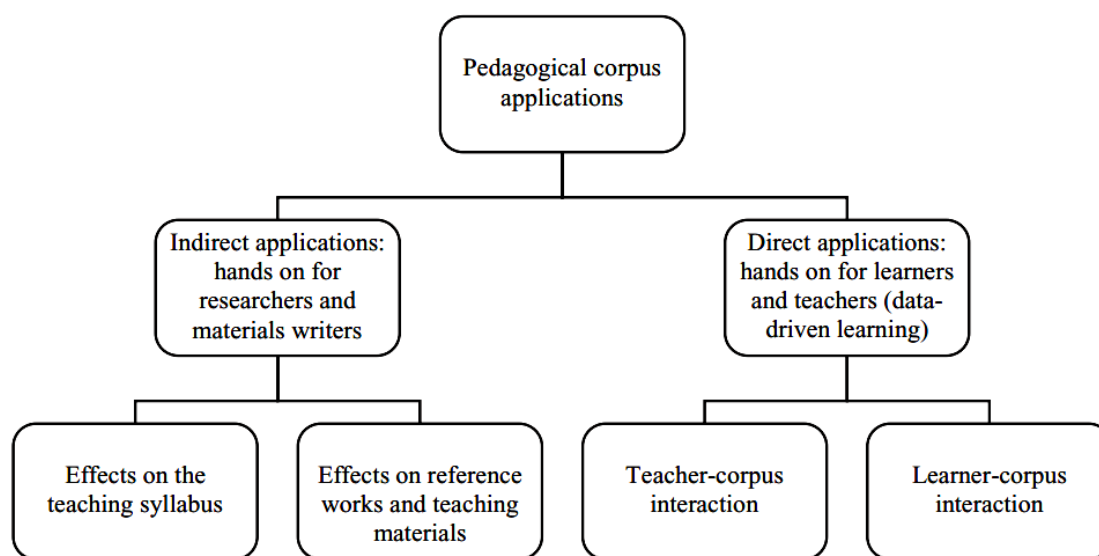 Pedagogical corpus
applications
Indirect applications:
hands on for
researchers and
materials writers
Direct applications:
hands on for learners
and teachers (data-
driven learning)
Effects on the
teaching syllabus
Effects on reference
works and teaching
materials
Teacher-corpus
interaction
Learner-corpus
interaction